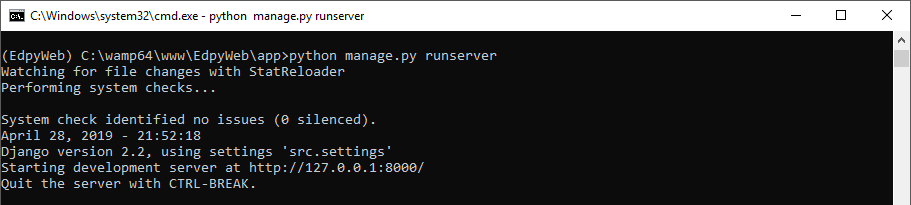 C:\Windows\system32\cmd.exe - python  manage.py runserver
(EdpyWeb) C:\wamp64\www\EdpyWeb\app>python manage.py runserver
Watching for file changes with StatReloader
Performing system checks...
System check identified no issues (0 silenced).
April 28, 2019 - 21:52:18
Django version 2.2, using settings 'src.settings'
Starting development server at http://127.0.0.1:8000/
Quit the server with CTRL-BREAK.